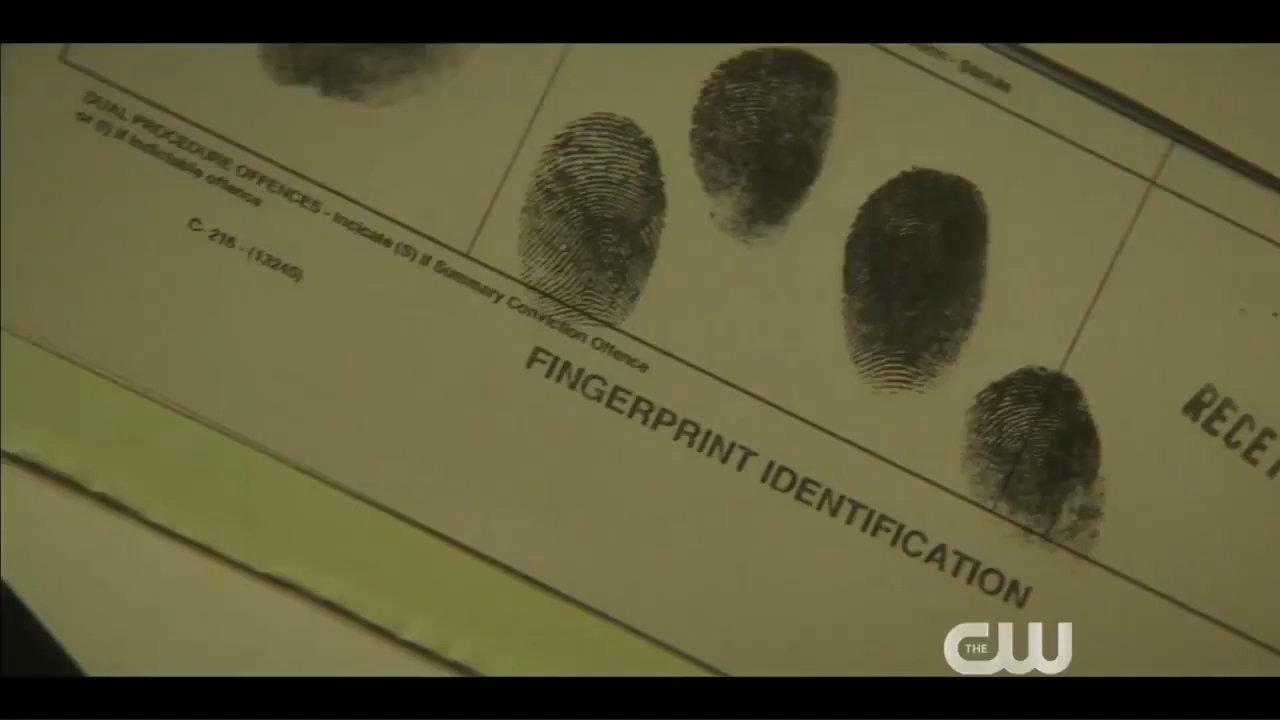 DUAL PROCEDURE OFFENCES - Indicate (S) if Summary Conviction Offence
or (I) if indictable offence
C-216 - (13245)
FINGERPRINT IDENTIFICATION
RECE
THE CW